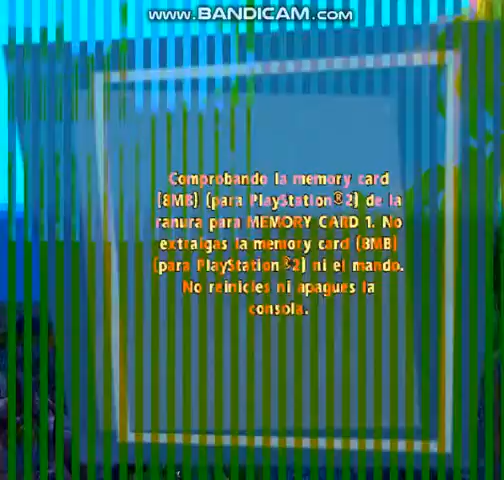 www.BANDICAM.com
Comprobando la memory card
(8MB) (para PlayStation®2) de la
ranura para MEMORY CARD 1. No
extraigas la memory card (8MB)
(para PlayStation®2) ni el mando.
No reinicies ni apagues la
consola.